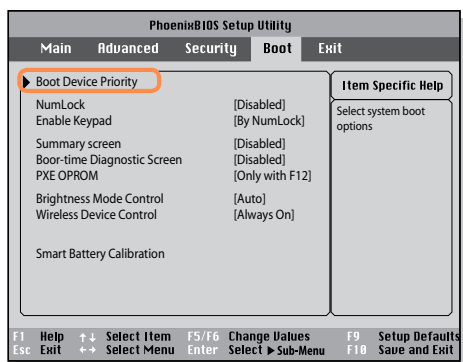 PhoenixBIOS Setup Utility
Main Advanced Security Boot Exit
▶ Boot Device Priority
NumLock [Disabled]
Enable Keypad [By NumLock]
Summary screen [Disabled]
Boor-time Diagnostic Screen [Disabled]
PXE OPROM [Only with F12]
Brightness Mode Control [Auto]
Wireless Device Control [Always On]
Smart Battery Calibration
Item Specific Help
Select system boot
options
F1 Help ↑↓ Select Item F5/F6 Change Values F9 Setup Defaults
Esc Exit ←→ Select Menu Enter Select ▶ Sub-Menu F10 Save and Exit